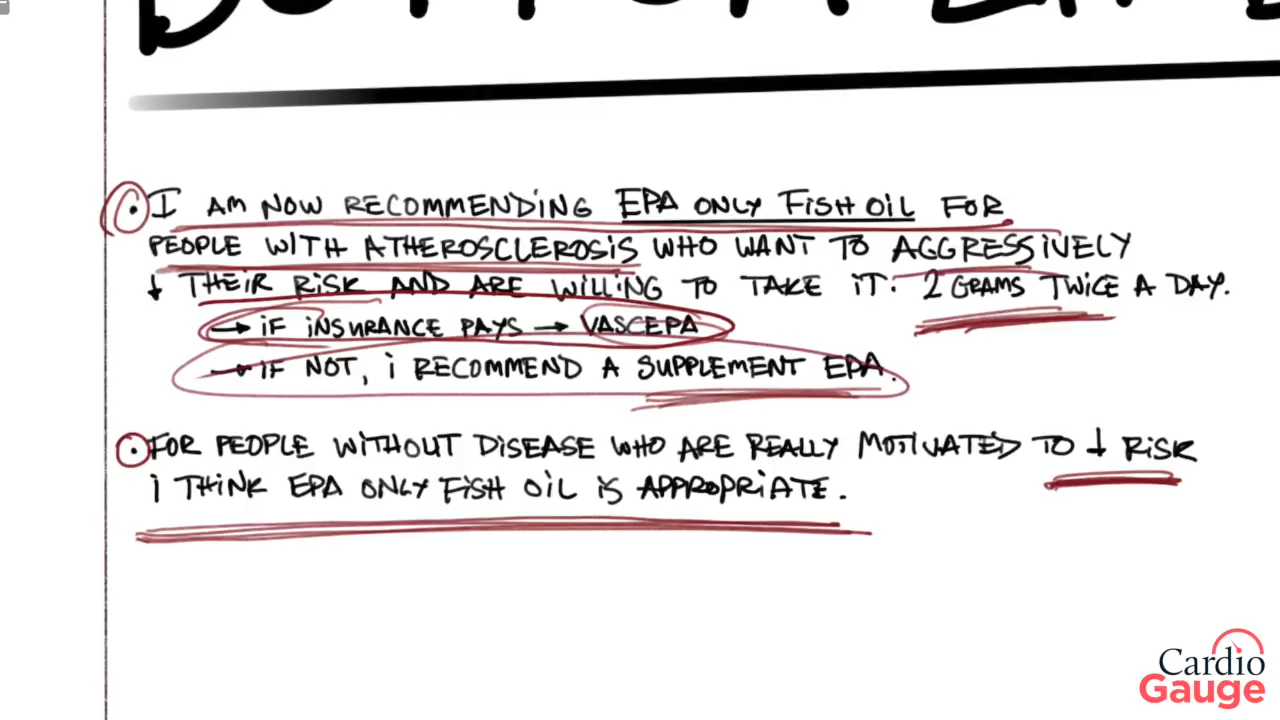 • I AM NOW RECOMMENDING EPA ONLY FISH OIL FOR
PEOPLE WITH ATHEROSCLEROSIS WHO WANT TO AGGRESSIVELY
↓ THEIR RISK AND ARE WILLING TO TAKE IT: 2 GRAMS TWICE A DAY.
→ IF INSURANCE PAYS → VASCEPA
→ IF NOT, I RECOMMEND A SUPPLEMENT EPA.
• FOR PEOPLE WITHOUT DISEASE WHO ARE REALLY MOTIVATED TO ↓ RISK
I THINK EPA ONLY FISH OIL IS APPROPRIATE.
Cardio
Gauge